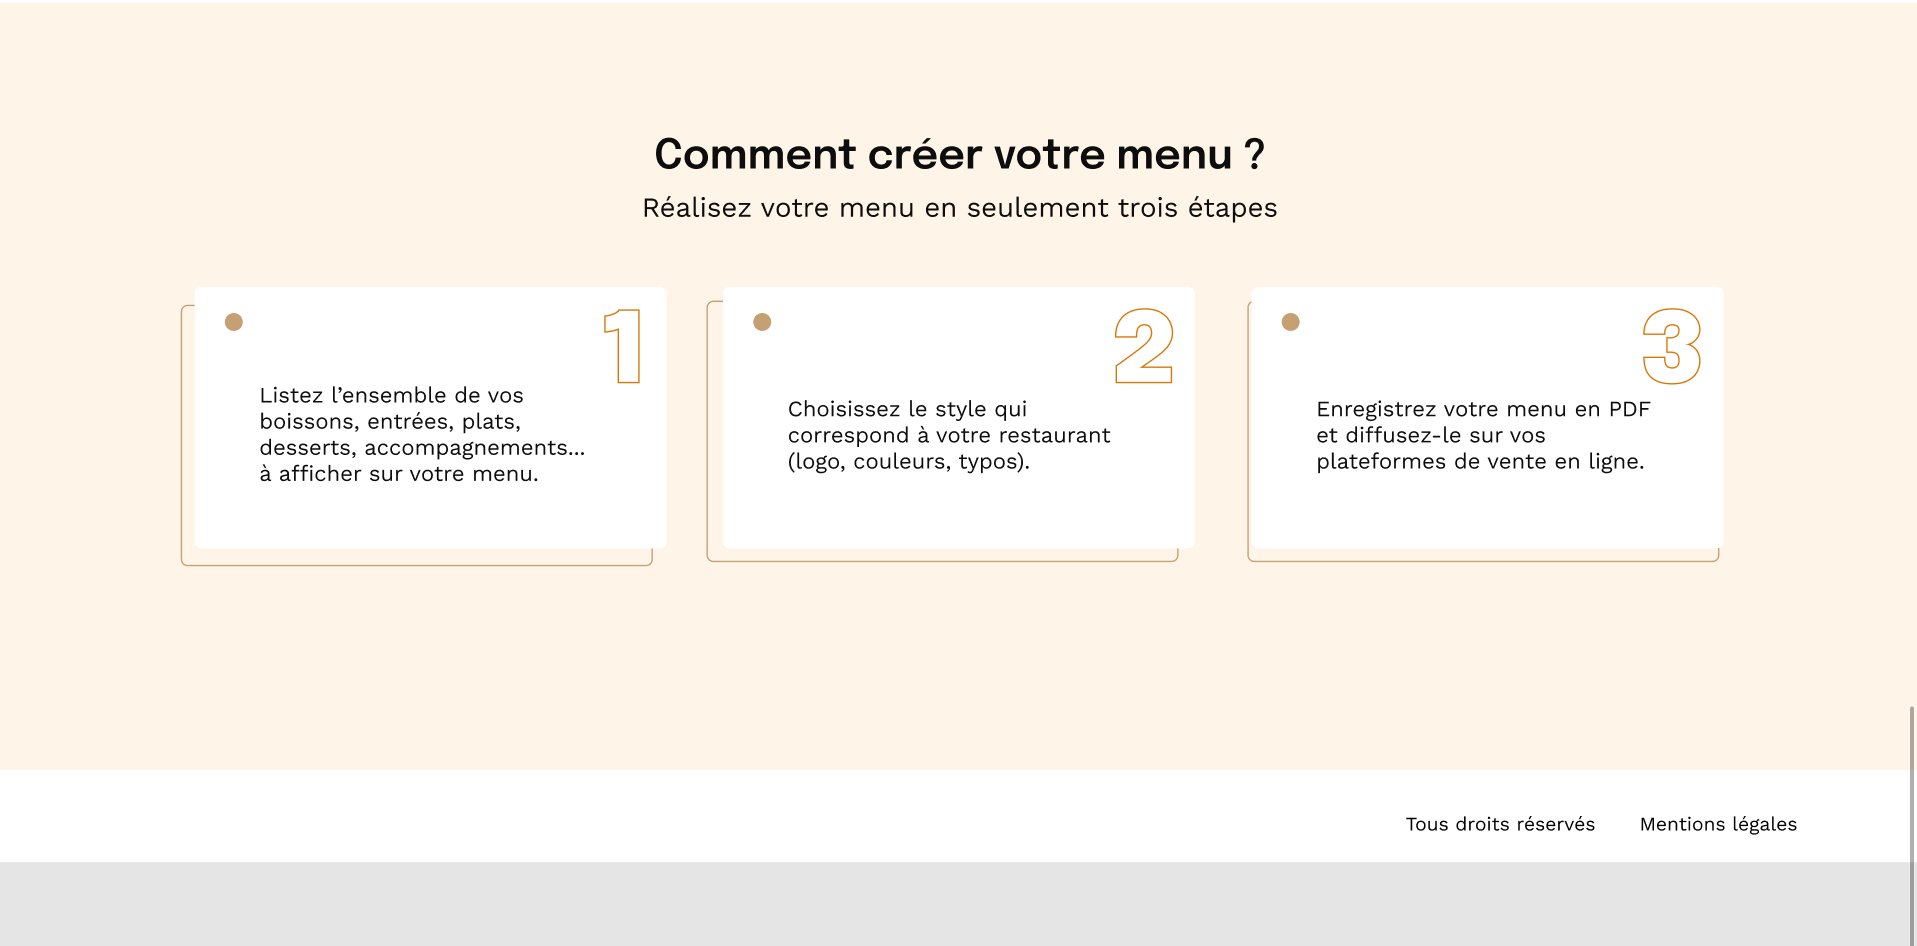 Comment créer votre menu ?
Réalisez votre menu en seulement trois étapes
1
Listez l’ensemble de vos
boissons, entrées, plats,
desserts, accompagnements...
à afficher sur votre menu.
2
Choisissez le style qui
correspond à votre restaurant
(logo, couleurs, typos).
3
Enregistrez votre menu en PDF
et diffusez-le sur vos
plateformes de vente en ligne.
Tous droits réservés
Mentions légales